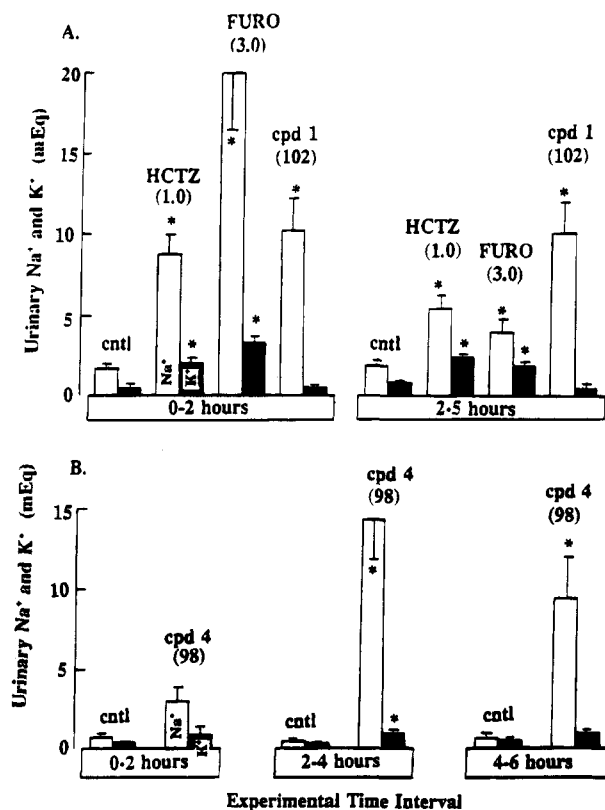 A.
FURO
(3.0)
cpd 1
(102)
HCTZ
(1.0)
*
*
*
*
*
cntl
Na⁺
K⁺
0-2 hours
cpd 1
(102)
HCTZ
(1.0)
FURO
(3.0)
*
*
*
*
*
cntl
2-5 hours
20
15
10
5
0
Urinary Na⁺ and K⁺ (mEq)
B.
cpd 4
(98)
cntl
Na⁺
K⁺
0-2 hours
cpd 4
(98)
*
*
cntl
2-4 hours
cpd 4
(98)
*
cntl
4-6 hours
15
10
5
0
Urinary Na⁺ and K⁺ (mEq)
Experimental Time Interval